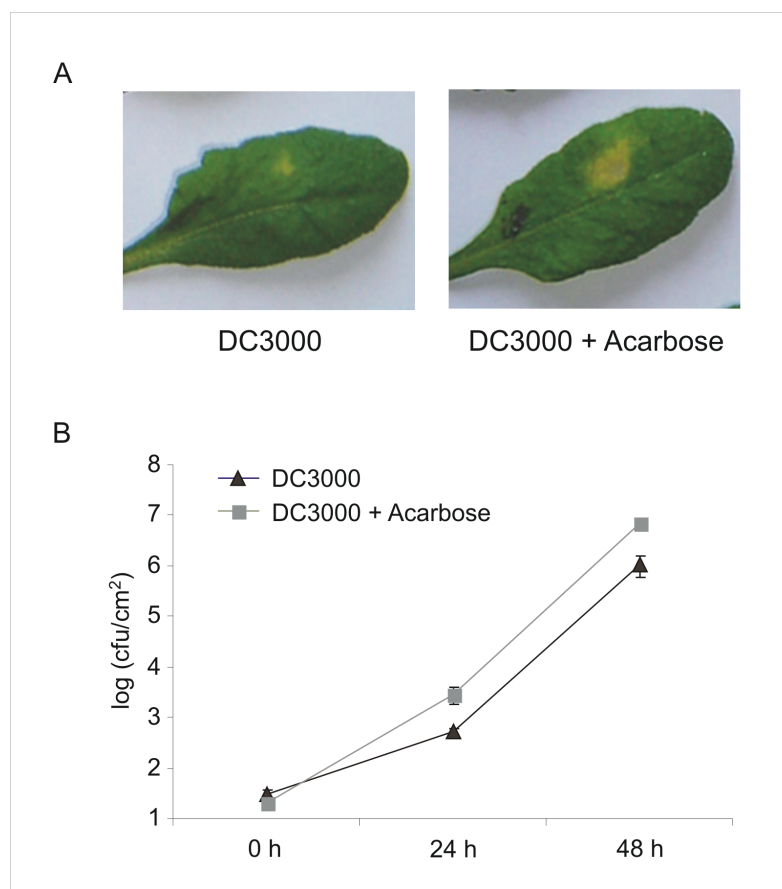 A
DC3000
DC3000 + Acarbose
B
8
7
6
5
4
3
2
1
log (cfu/cm²)
DC3000
DC3000 + Acarbose
0 h
24 h
48 h